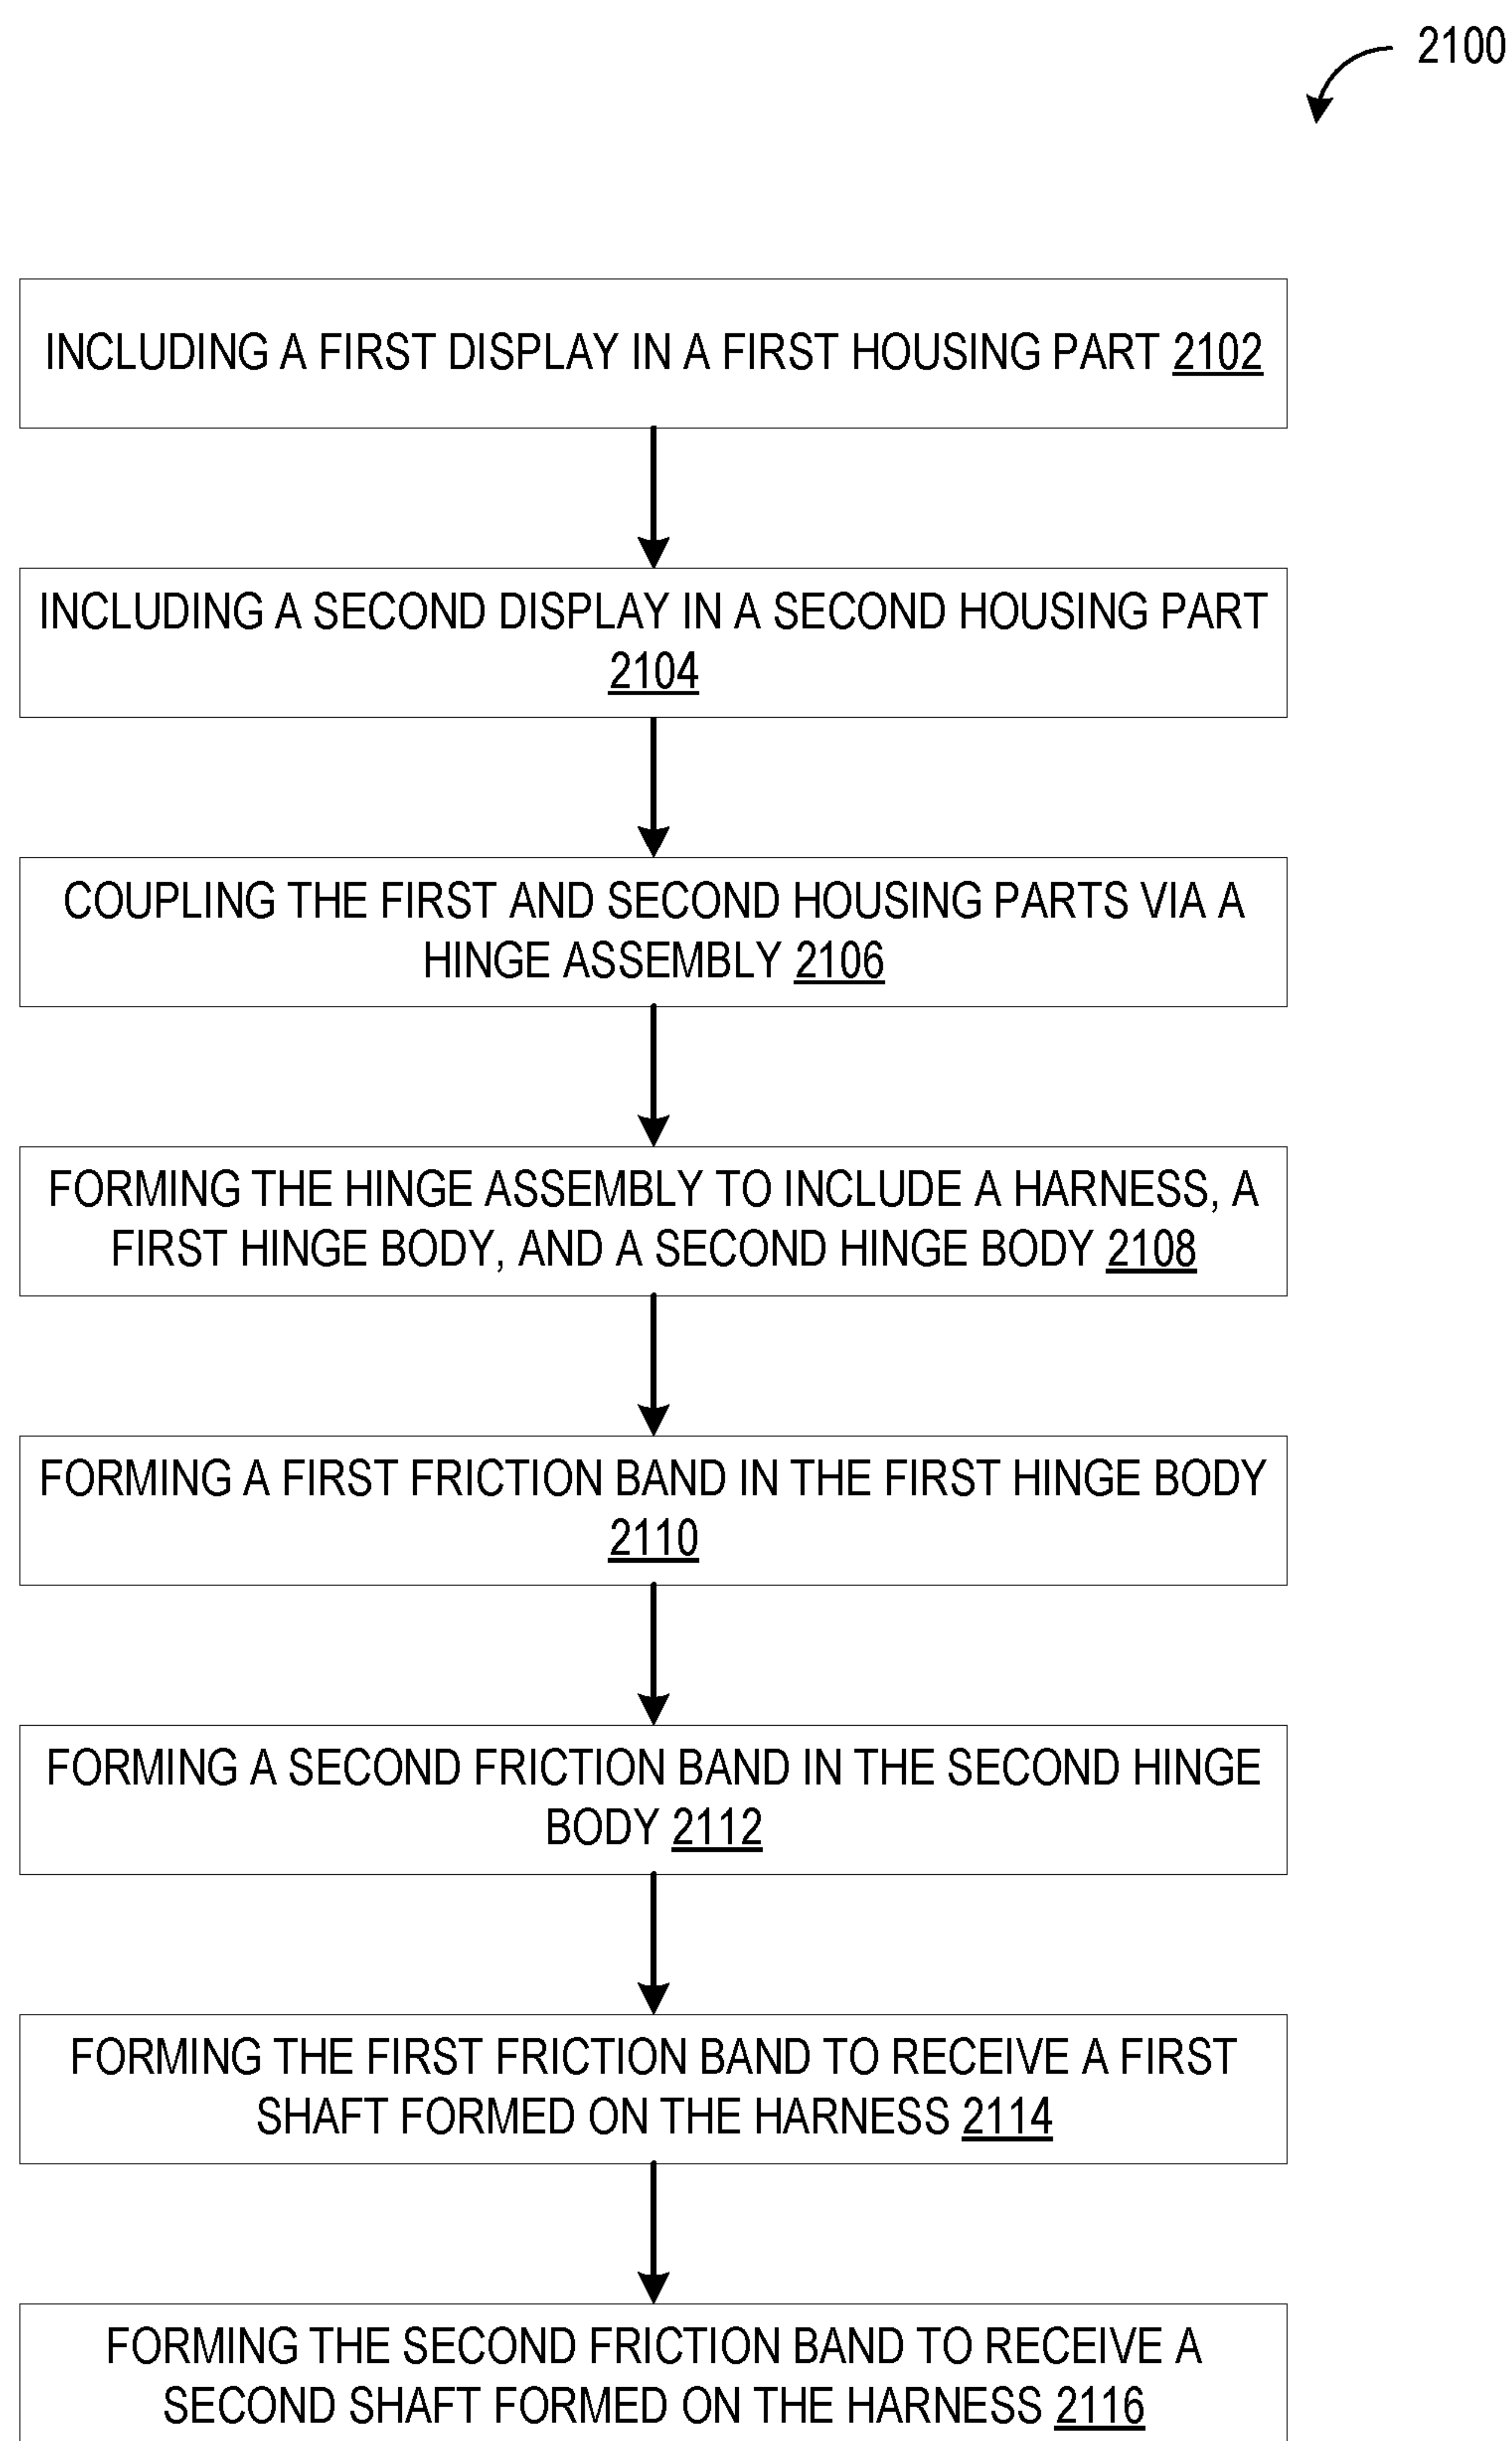 2100
INCLUDING A FIRST DISPLAY IN A FIRST HOUSING PART 2102
INCLUDING A SECOND DISPLAY IN A SECOND HOUSING PART
2104
COUPLING THE FIRST AND SECOND HOUSING PARTS VIA A
HINGE ASSEMBLY 2106
FORMING THE HINGE ASSEMBLY TO INCLUDE A HARNESS, A
FIRST HINGE BODY, AND A SECOND HINGE BODY 2108
FORMING A FIRST FRICTION BAND IN THE FIRST HINGE BODY
2110
FORMING A SECOND FRICTION BAND IN THE SECOND HINGE
BODY 2112
FORMING THE FIRST FRICTION BAND TO RECEIVE A FIRST
SHAFT FORMED ON THE HARNESS 2114
FORMING THE SECOND FRICTION BAND TO RECEIVE A
SECOND SHAFT FORMED ON THE HARNESS 2116